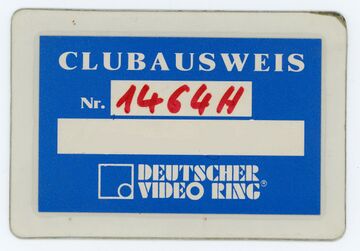 CLUBAUSWEIS
Nr. 1464H
DEUTSCHER
VIDEO RING®